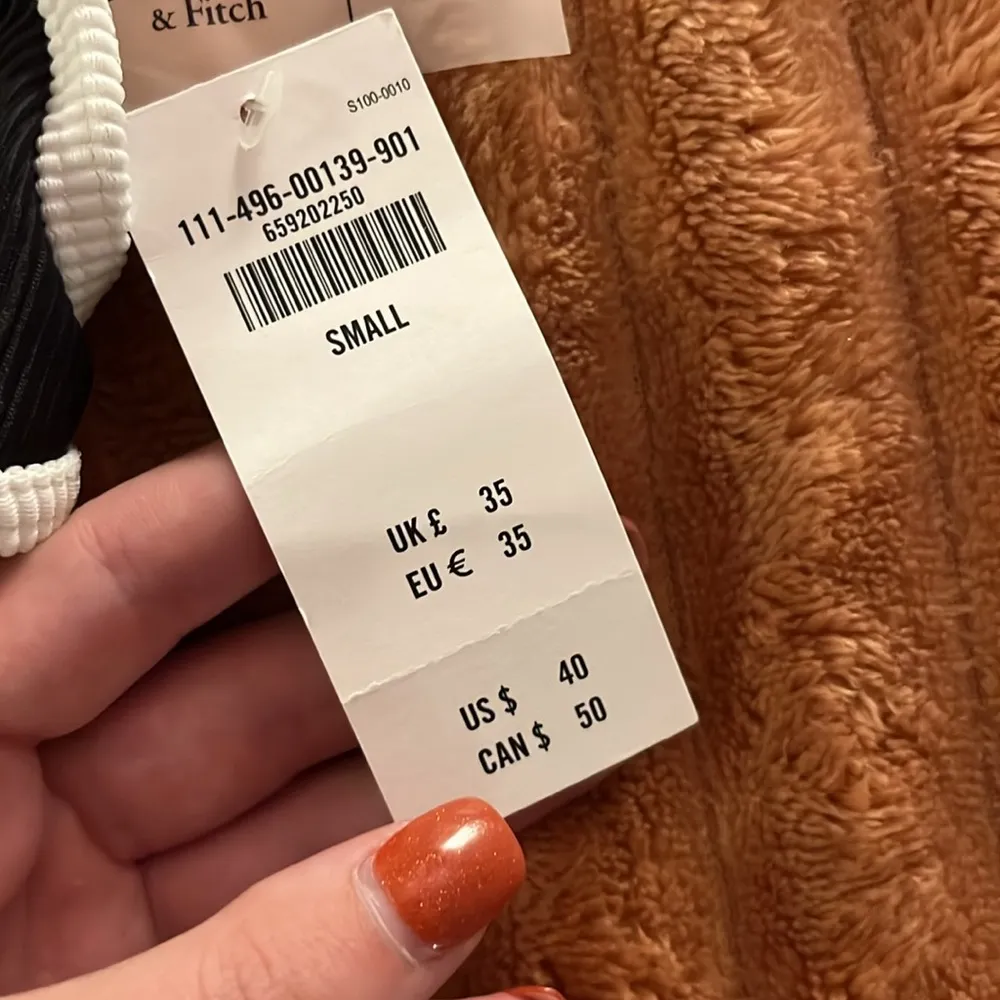 & Fitch
S100-0010
111-496-00139-901
659202250
SMALL
UK £ 35
EU € 35
US $ 40
CAN $ 50